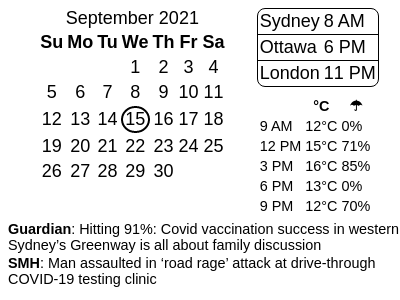 September 2021
Su Mo Tu We Th Fr Sa
1 2 3 4
5 6 7 8 9 10 11
12 13 14 15 16 17 18
19 20 21 22 23 24 25
26 27 28 29 30
Sydney 8 AM
Ottawa 6 PM
London 11 PM
°C ☂
9 AM 12°C 0%
12 PM 15°C 71%
3 PM 16°C 85%
6 PM 13°C 0%
9 PM 12°C 70%
Guardian: Hitting 91%: Covid vaccination success in western
Sydney’s Greenway is all about family discussion
SMH: Man assaulted in ‘road rage’ attack at drive-through
COVID-19 testing clinic